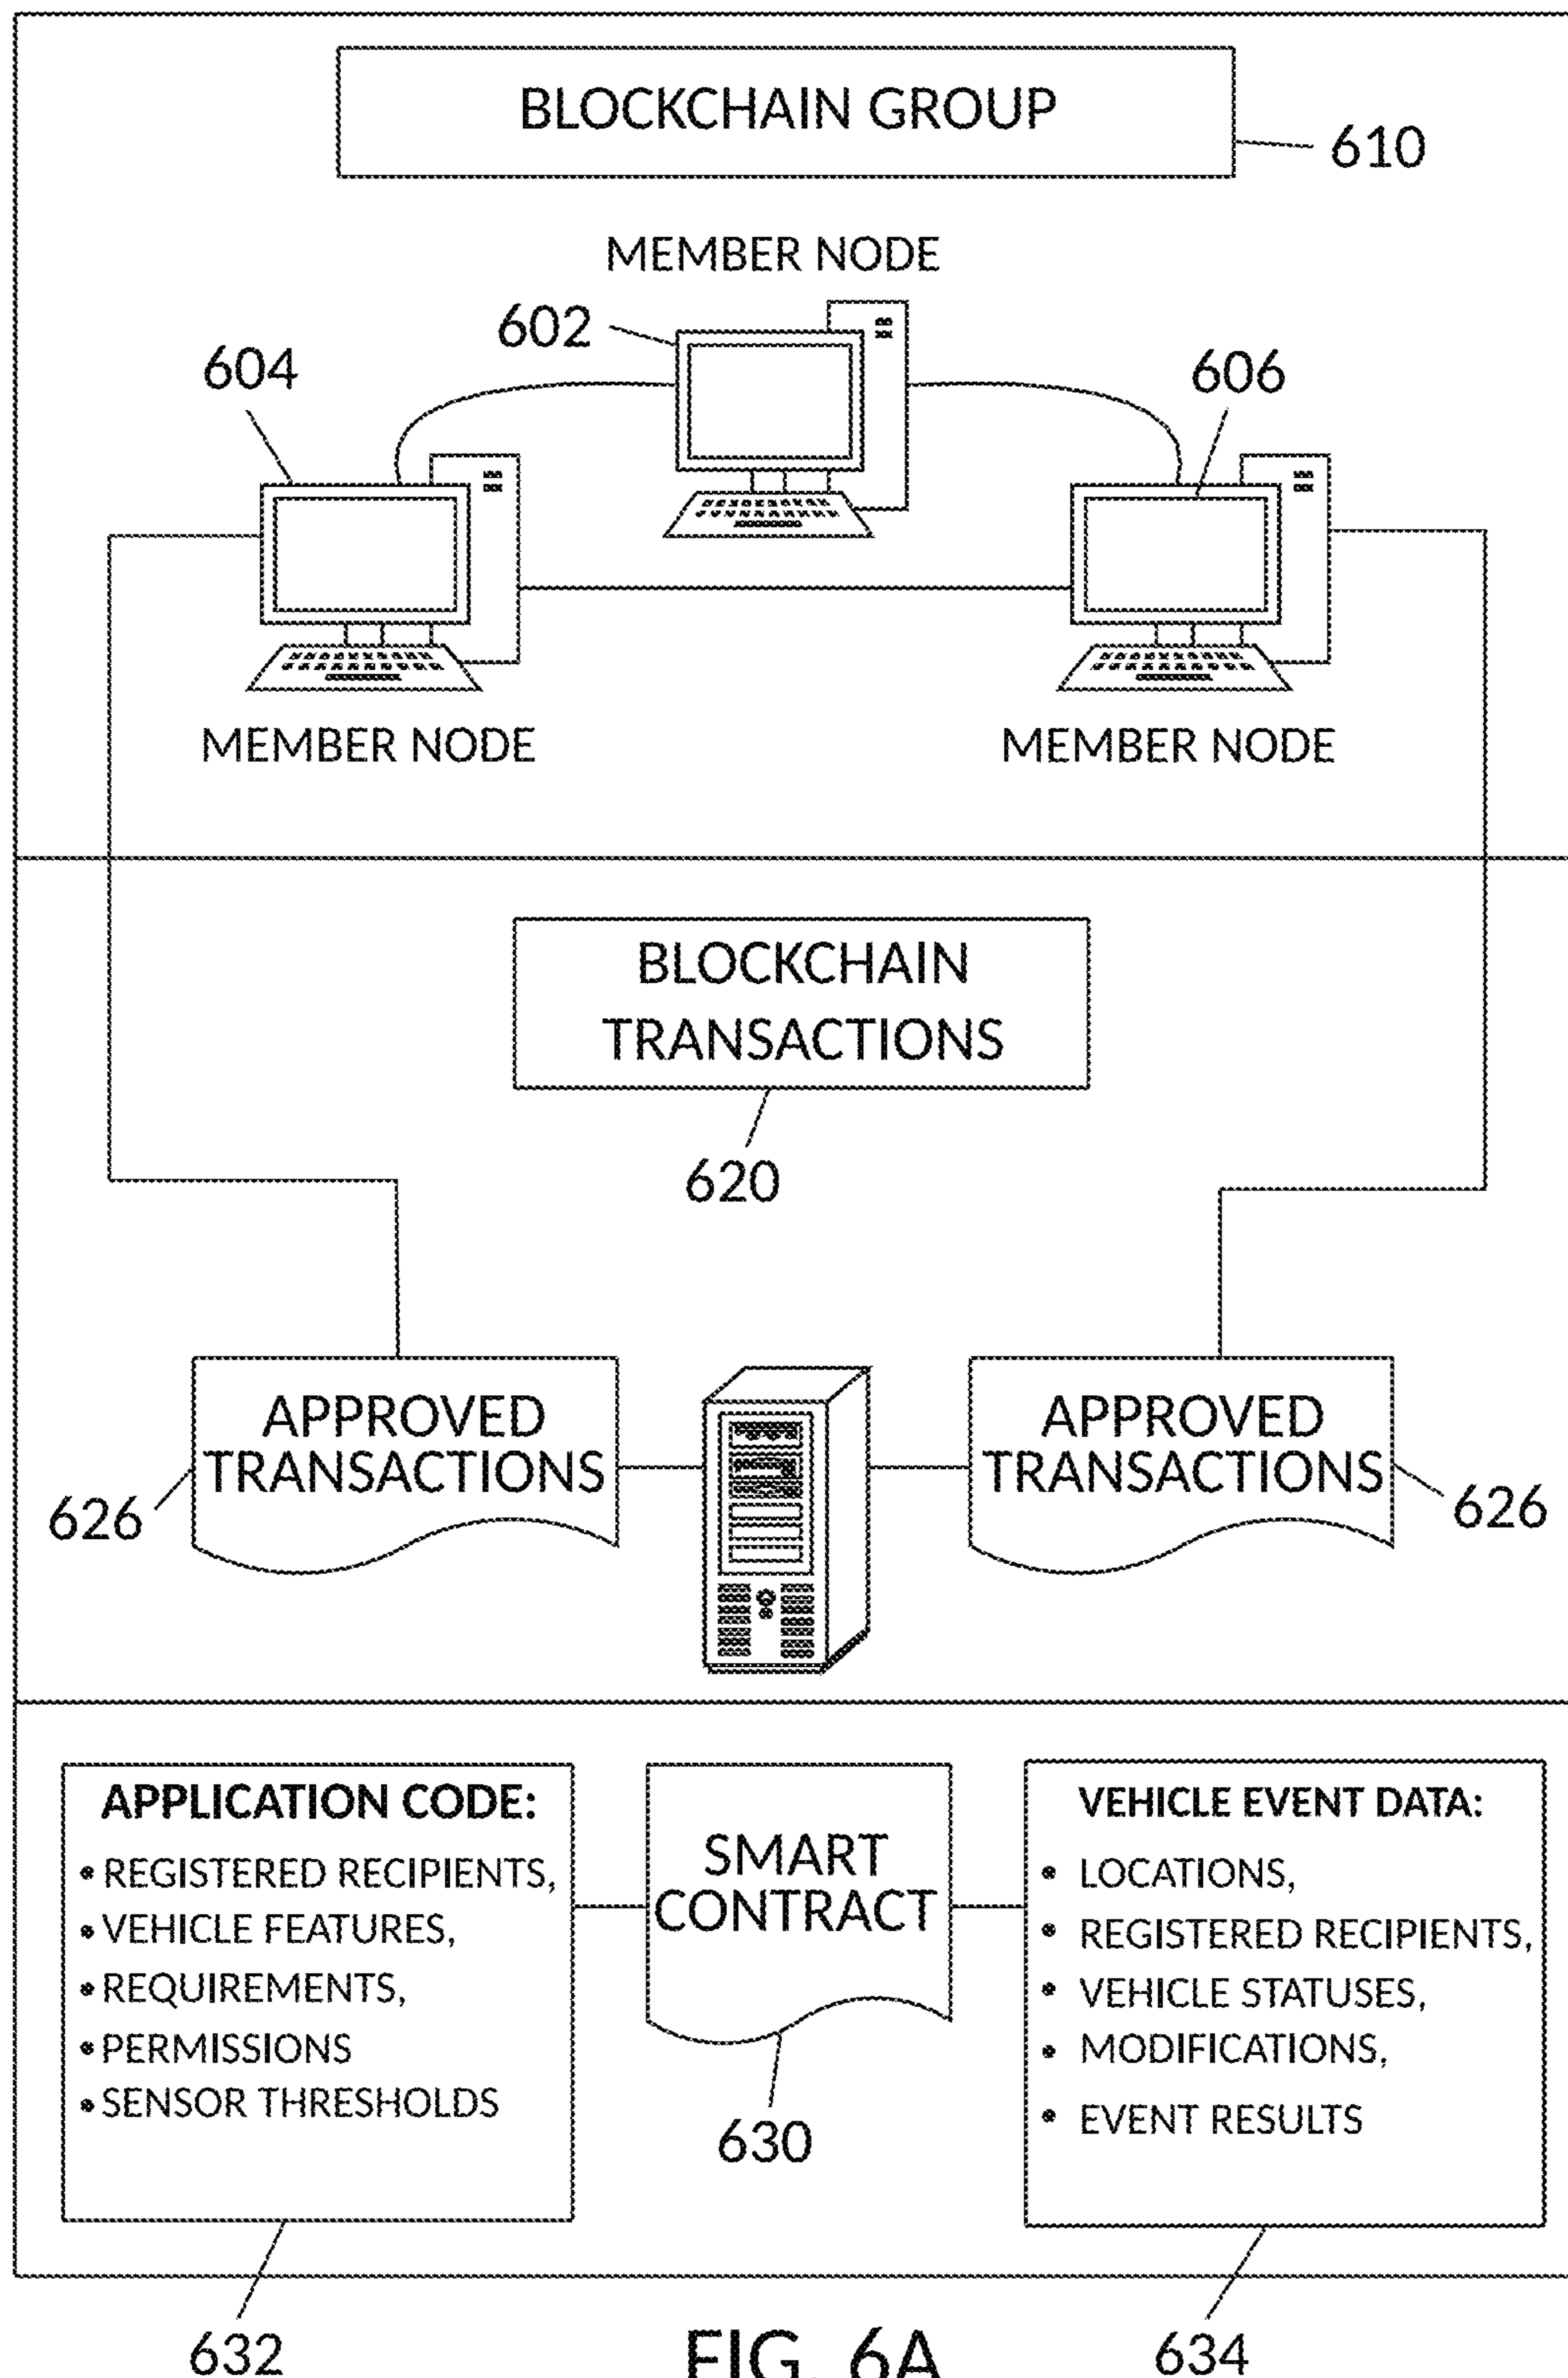 BLOCKCHAIN GROUP
610
MEMBER NODE
602
604
606
MEMBER NODE
MEMBER NODE
BLOCKCHAIN
TRANSACTIONS
620
APPROVED
TRANSACTIONS
626
APPROVED
TRANSACTIONS
626
APPLICATION CODE:
• REGISTERED RECIPIENTS,
• VEHICLE FEATURES,
• REQUIREMENTS,
• PERMISSIONS
• SENSOR THRESHOLDS
632
SMART
CONTRACT
630
VEHICLE EVENT DATA:
• LOCATIONS,
• REGISTERED RECIPIENTS,
• VEHICLE STATUSES,
• MODIFICATIONS,
• EVENT RESULTS
634
FIG. 6A